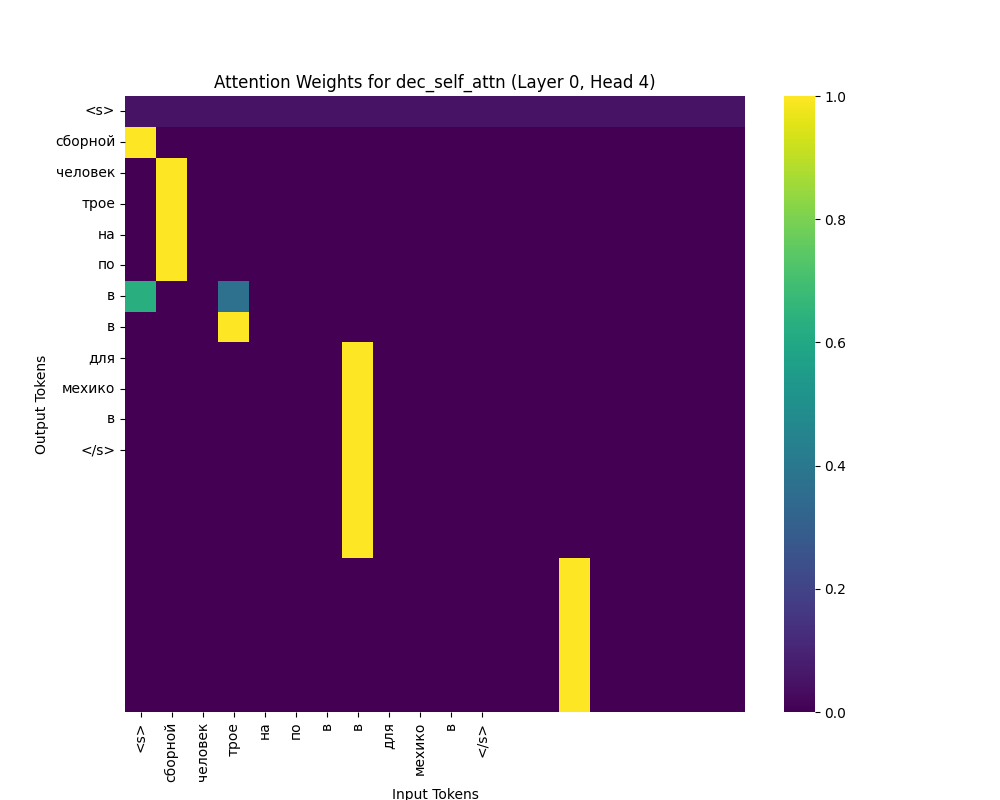 Attention Weights for dec_self_attn (Layer 0, Head 4)
<s>
сборной
человек
трое
на
по
в
в
для
мехико
в
</s>
Output Tokens
<s>
сборной
человек
трое
на
по
в
в
для
мехико
в
</s>
Input Tokens
1.0
0.8
0.6
0.4
0.2
0.0